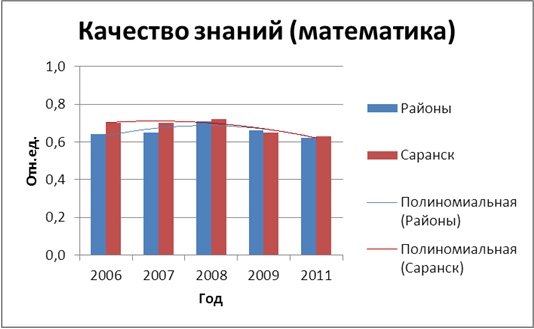 Качество знаний (математика)
1,0
0,8
0,6
0,4
0,2
0,0
Отн.ед.
2006 2007 2008 2009 2011
Год
Районы
Саранск
Полиномиальная
(Районы)
Полиномиальная
(Саранск)